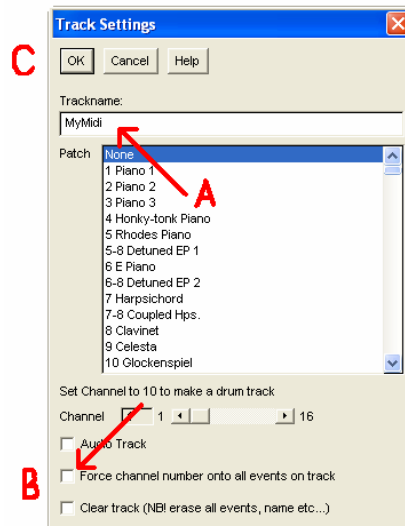 Track Settings
C
OK Cancel Help
Trackname:
MyMidi
Patch None
1 Piano 1
A
2 Piano 2
3 Piano 3
4 Honky-tonk Piano
5 Rhodes Piano
5-8 Detuned EP 1
6 E Piano
6-8 Detuned EP 2
7 Harpsichord
7-8 Coupled Hps.
8 Clavinet
9 Celesta
10 Glockenspiel
Set Channel to 10 to make a drum track
Channel 1 16
Audio Track
B
Force channel number onto all events on track
Clear track (NB! erase all events, name etc...)